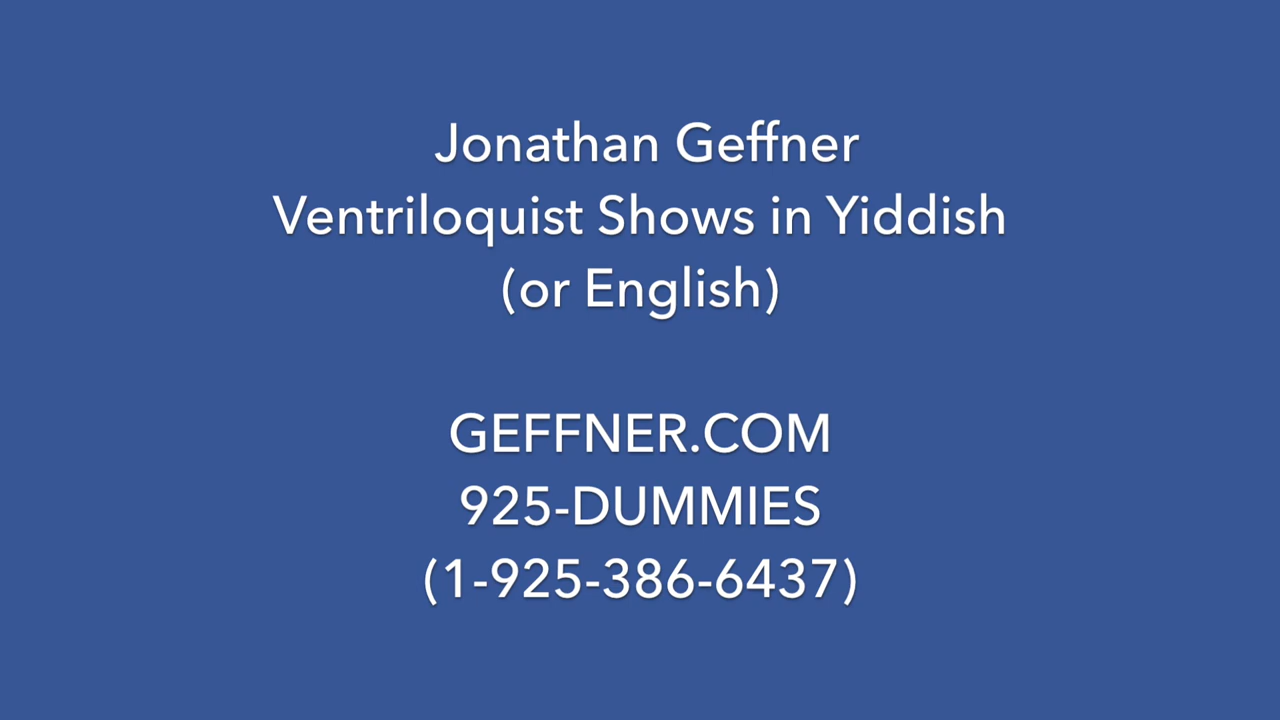 Jonathan Geffner
Ventriloquist Shows in Yiddish
(or English)
GEFFNER.COM
925-DUMMIES
(1-925-386-6437)